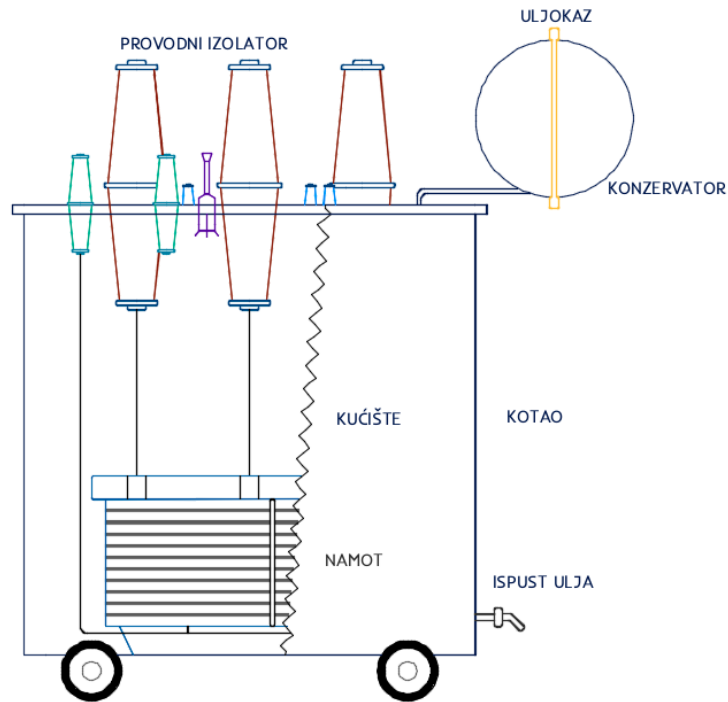 ULJOKAZ
PROVODNI IZOLATOR
KONZERVATOR
KUĆIŠTE
KOTAO
NAMOT
ISPUST ULJA